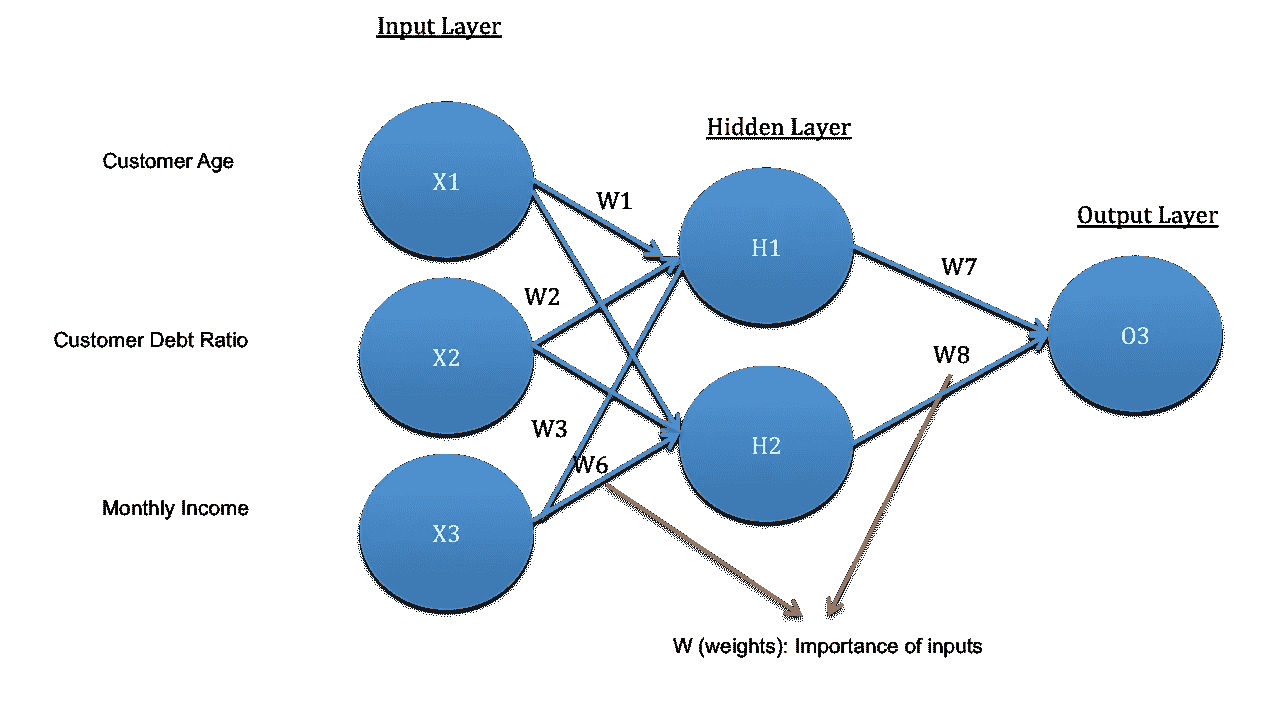 Input Layer
Hidden Layer
Customer Age
X1
W1
Output Layer
H1
W7
W2
Customer Debt Ratio
X2
O3
W8
W3
H2
W6
Monthly Income
X3
W (weights): Importance of inputs